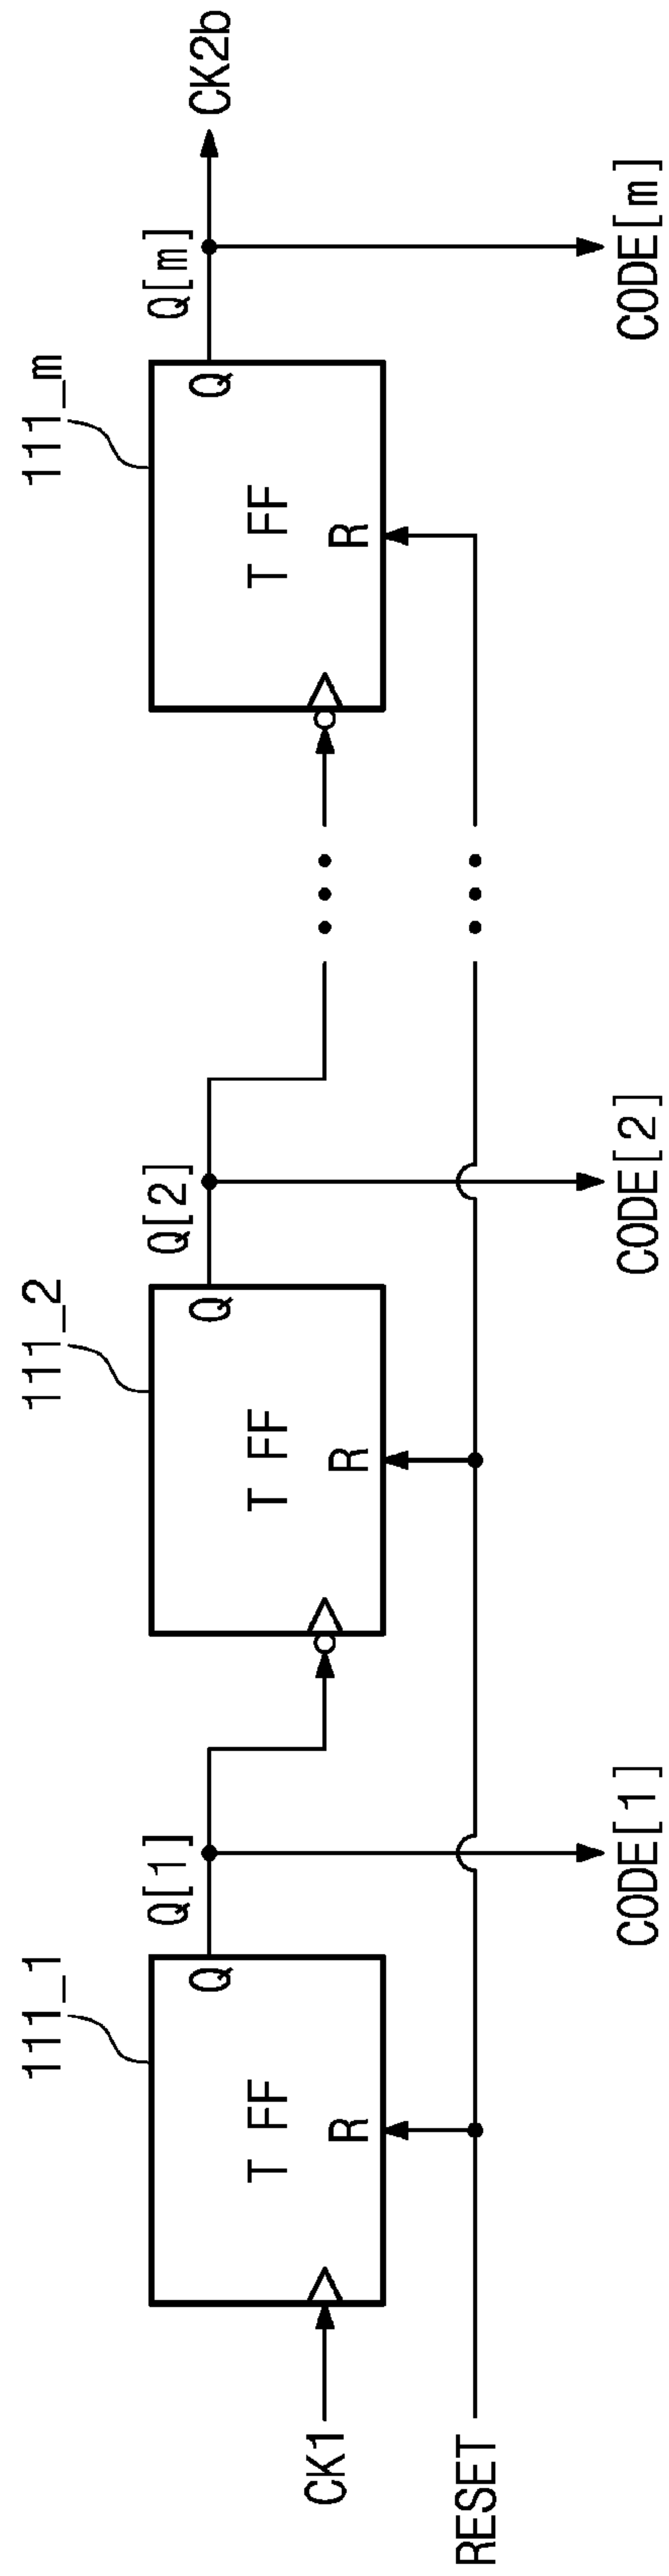 111_1
111_2
111_m
Q[1]
Q[2]
Q[m]
CK2b
Q
Q
Q
T FF
T FF
T FF
CK1
R
R
R
RESET
CODE[1]
CODE[2]
CODE[m]